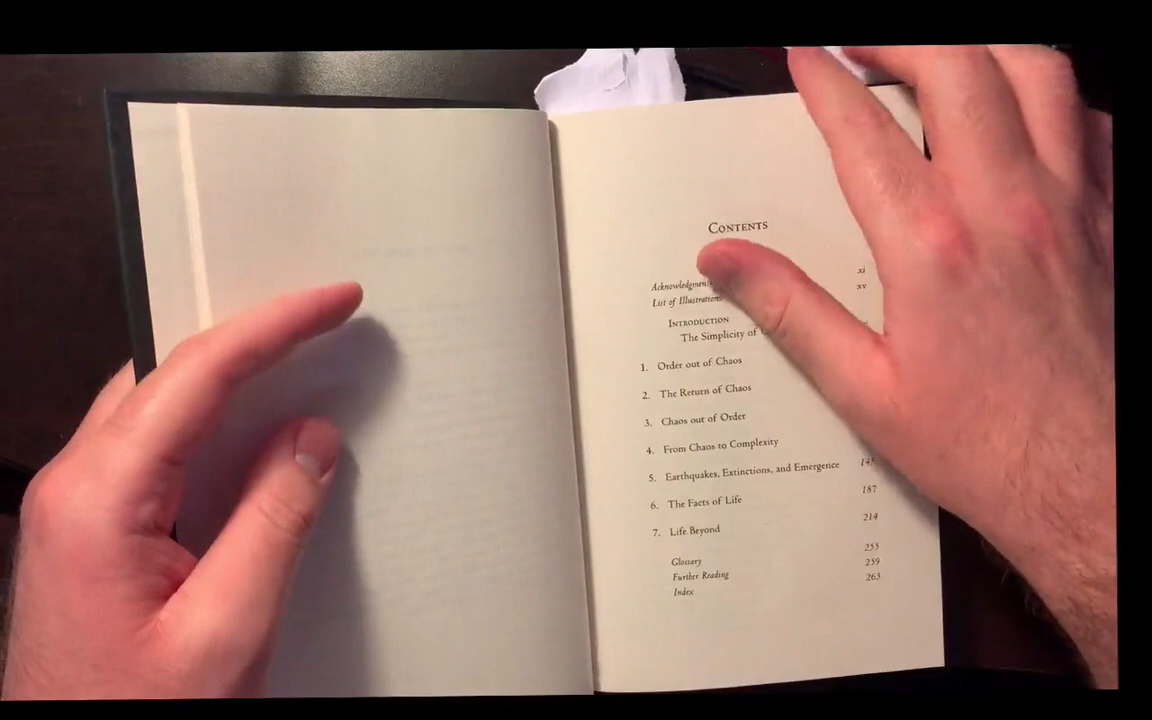 CONTENTS
Acknowledgments xi
List of Illustrations xv
INTRODUCTION
The Simplicity of
1. Order out of Chaos
2. The Return of Chaos
3. Chaos out of Order
4. From Chaos to Complexity
5. Earthquakes, Extinctions, and Emergence 145
6. The Facts of Life 187
7. Life Beyond 214
Glossary 255
Further Reading 259
Index 263